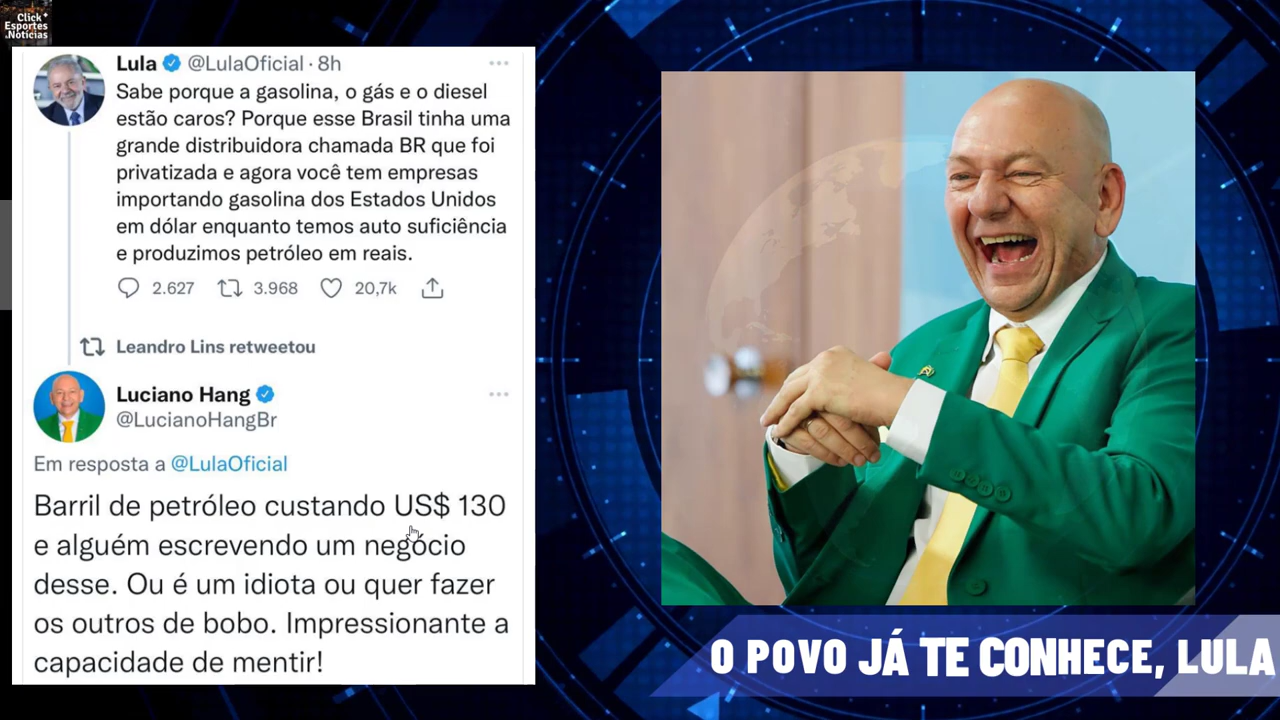 Click
Esportes
.Notícias
Lula @LulaOficial · 8h
Sabe porque a gasolina, o gás e o diesel
estão caros? Porque esse Brasil tinha uma
grande distribuidora chamada BR que foi
privatizada e agora você tem empresas
importando gasolina dos Estados Unidos
em dólar enquanto temos auto suficiência
e produzimos petróleo em reais.
2.627 3.968 20,7k
Leandro Lins retweetou
Luciano Hang
@LucianoHangBr
Em resposta a @LulaOficial
Barril de petróleo custando US$ 130
e alguém escrevendo um negócio
desse. Ou é um idiota ou quer fazer
os outros de bobo. Impressionante a
capacidade de mentir!
O POVO JÁ TE CONHECE, LULA